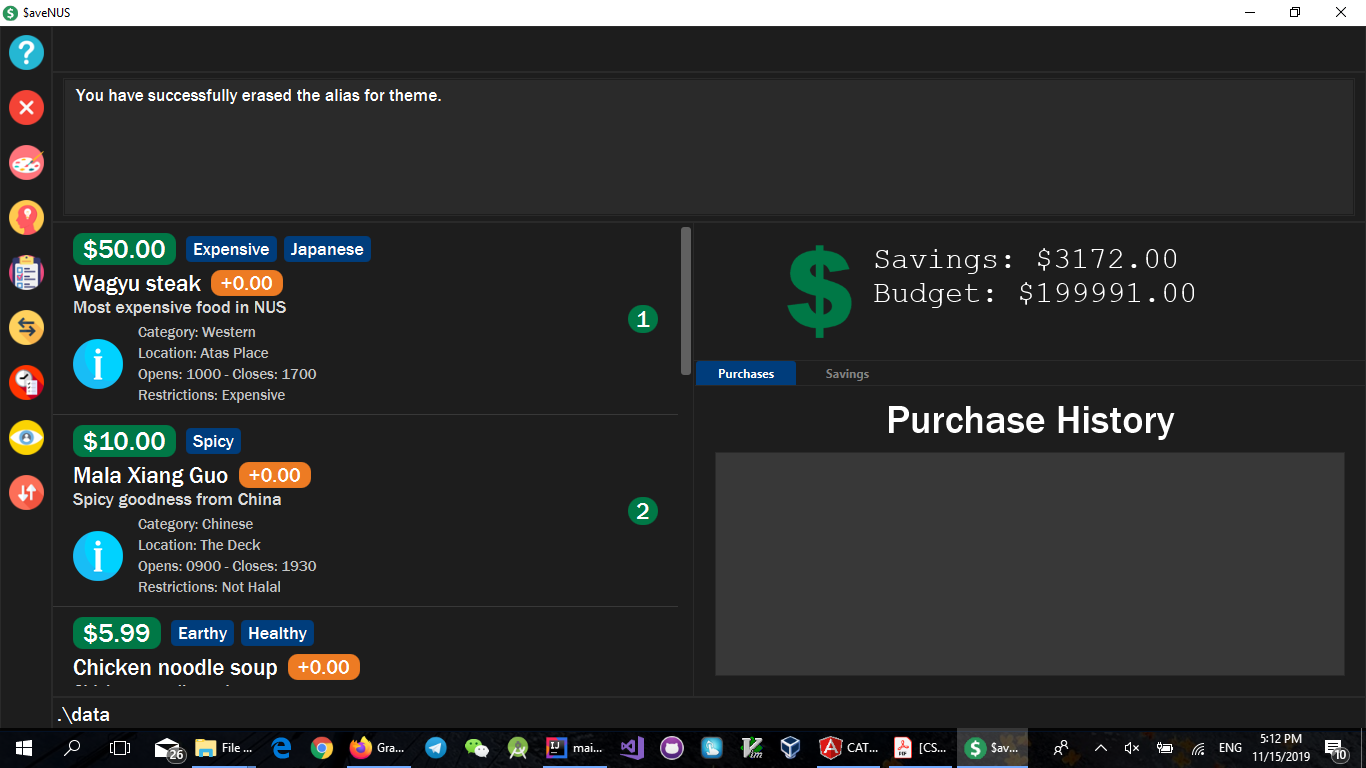 $aveNUS
You have successfully erased the alias for theme.
$50.00 Expensive Japanese
Wagyu steak +0.00
Most expensive food in NUS
Category: Western
Location: Atas Place
Opens: 1000 - Closes: 1700
Restrictions: Expensive
1
$10.00 Spicy
Mala Xiang Guo +0.00
Spicy goodness from China
Category: Chinese
Location: The Deck
Opens: 0900 - Closes: 1930
Restrictions: Not Halal
2
$5.99 Earthy Healthy
Chicken noodle soup +0.00
Savings: $3172.00
Budget: $199991.00
Purchases Savings
Purchase History
.\data
26 File ... Gra... mai... CAT... [CS... $av... ENG 5:12 PM
11/15/2019 10